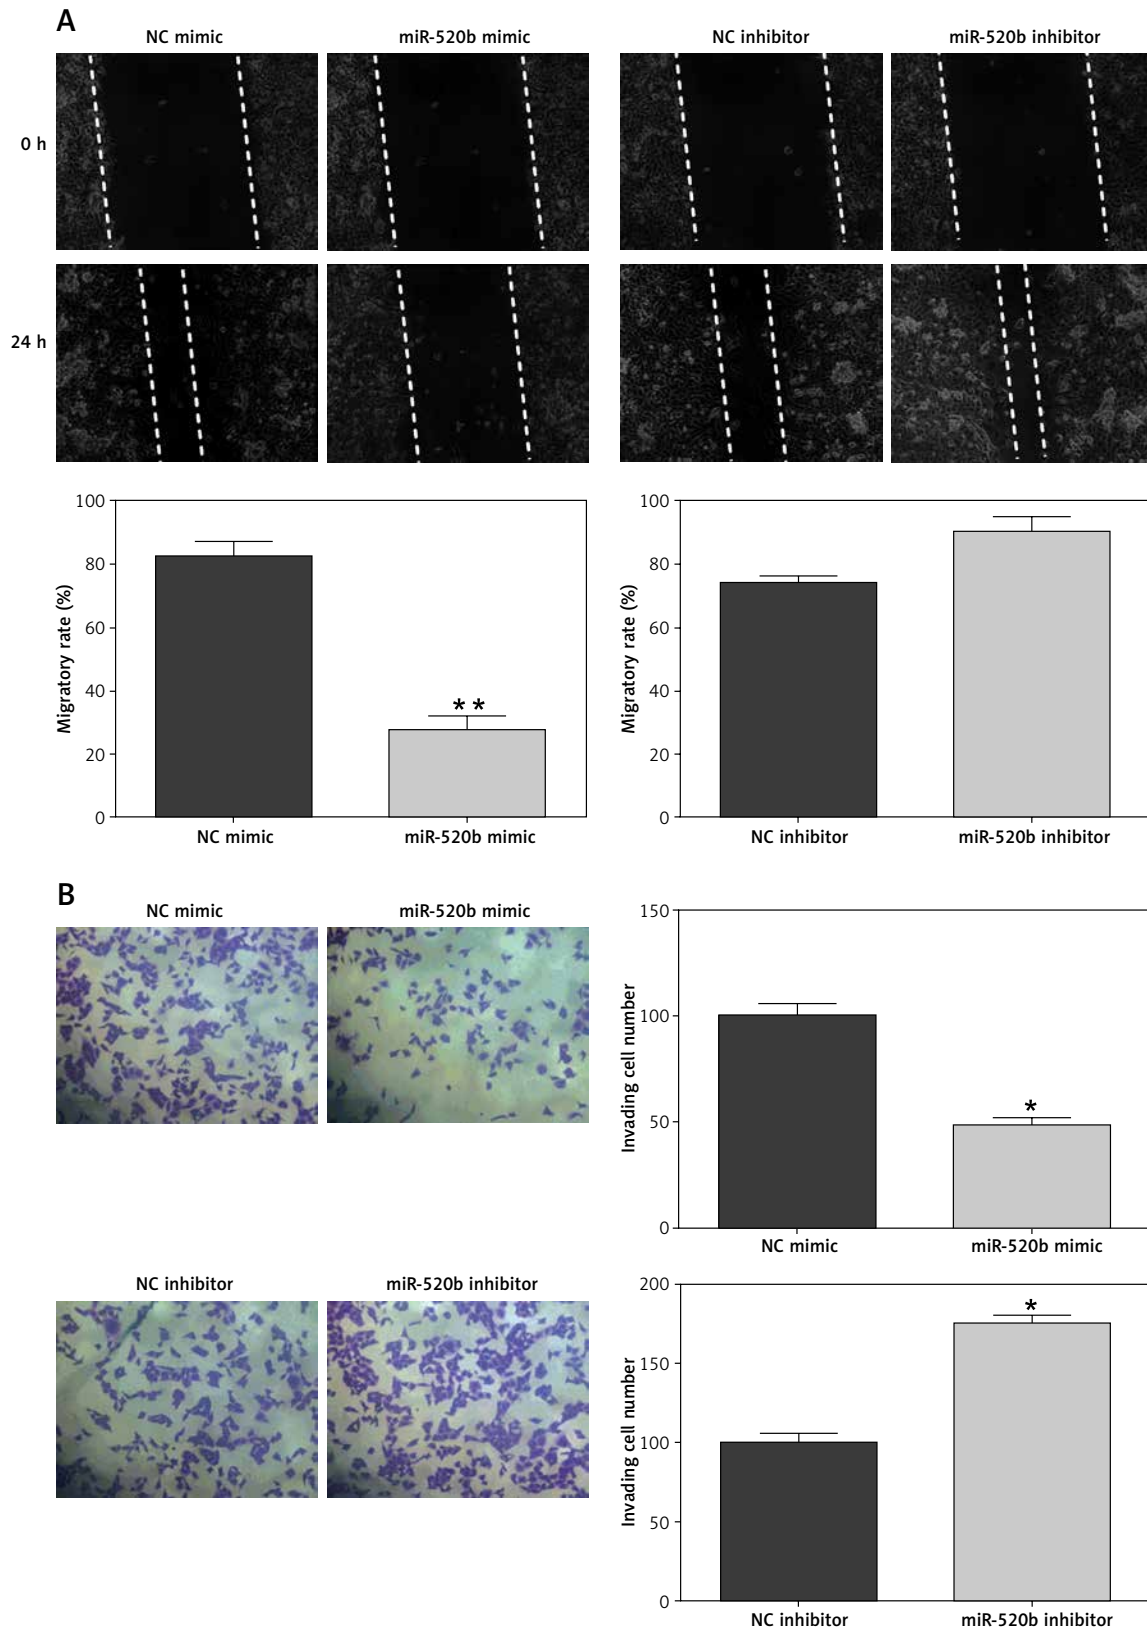 A
NC mimic
miR-520b mimic
NC inhibitor
miR-520b inhibitor
0 h
24 h
100
80
60
40
20
0
Migratory rate (%)
* *
NC mimic
miR-520b mimic
100
80
60
40
20
0
Migratory rate (%)
NC inhibitor
miR-520b inhibitor
B
NC mimic
miR-520b mimic
150
100
50
0
Invading cell number
*
NC mimic
miR-520b mimic
NC inhibitor
miR-520b inhibitor
200
150
100
50
0
Invading cell number
*
NC inhibitor
miR-520b inhibitor